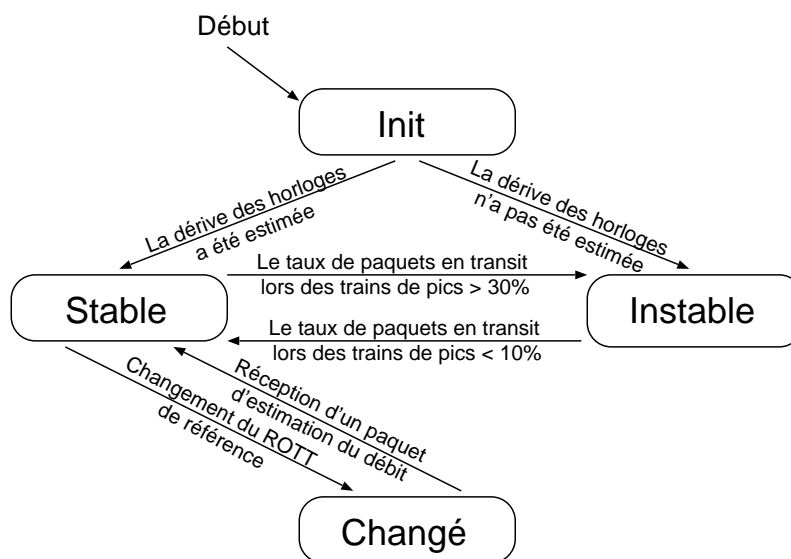 Début
Init
La dérive des horloges
a été estimée
La dérive des horloges
n'a pas été estimée
Stable
Le taux de paquets en transit
lors des trains de pics > 30%
Instable
Le taux de paquets en transit
lors des trains de pics < 10%
Changement du ROTT
de référence
Réception d'un paquet
d'estimation du débit
Changé